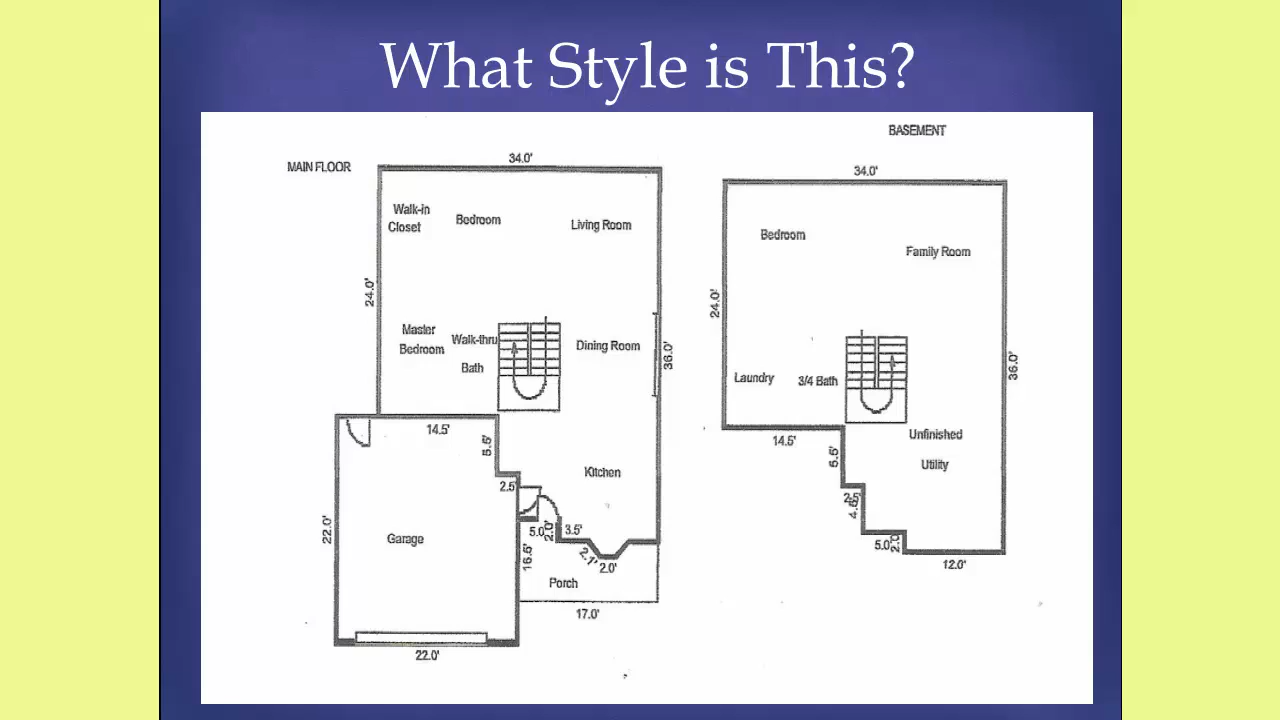 What Style is This?
MAIN FLOOR
34.0'
Walk-in
Closet
Bedroom
Living Room
24.0'
Master
Bedroom
Walk-thru
Bath
Dining Room
36.0'
14.5'
5.5'
2.5'
Kitchen
22.0'
Garage
5.0
2.0'
3.5'
16.5'
2.1'
2.0'
Porch
17.0'
22.0'
BASEMENT
34.0'
Bedroom
Family Room
24.0'
36.0'
Laundry
3/4 Bath
14.5'
5.5'
Unfinished
Utility
2.5'
4.5'
5.0
2.0'
12.0'